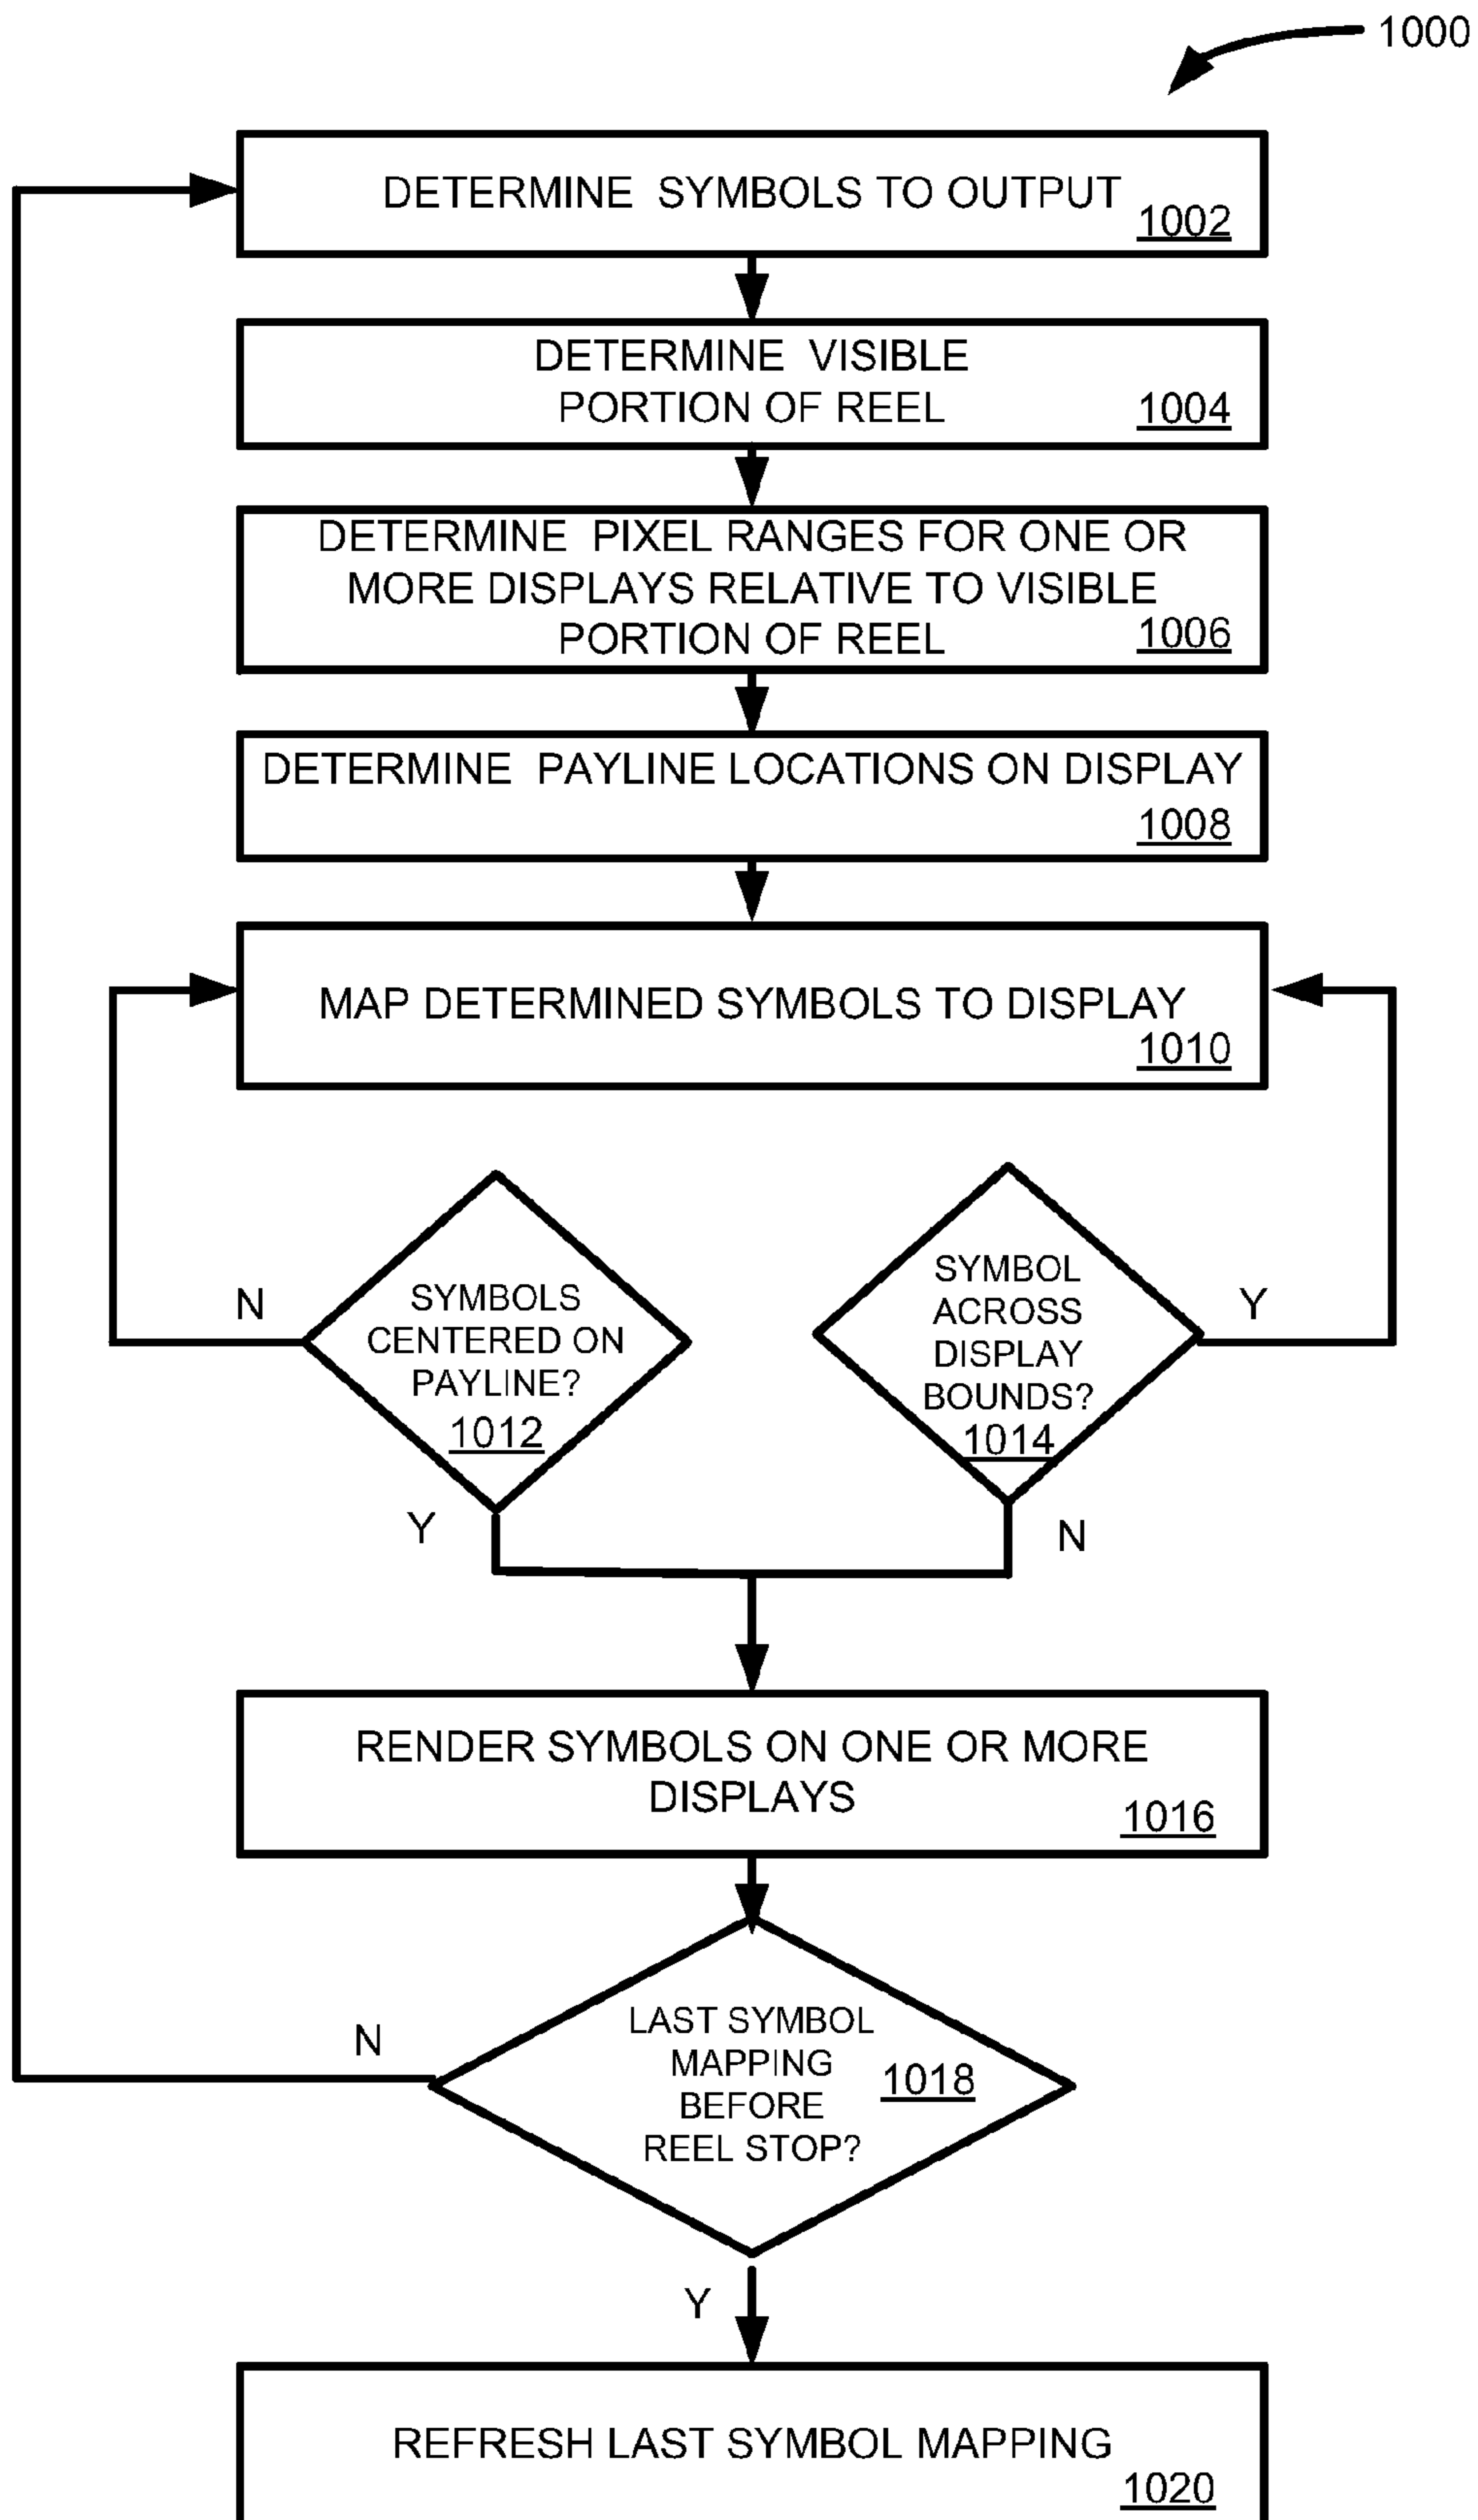 1000
DETERMINE SYMBOLS TO OUTPUT
1002
DETERMINE VISIBLE
PORTION OF REEL
1004
DETERMINE PIXEL RANGES FOR ONE OR
MORE DISPLAYS RELATIVE TO VISIBLE
PORTION OF REEL
1006
DETERMINE PAYLINE LOCATIONS ON DISPLAY
1008
MAP DETERMINED SYMBOLS TO DISPLAY
1010
N
SYMBOLS
CENTERED ON
PAYLINE?
1012
Y
SYMBOL
ACROSS
DISPLAY
BOUNDS?
1014
Y
N
RENDER SYMBOLS ON ONE OR MORE
DISPLAYS
1016
N
LAST SYMBOL
MAPPING
BEFORE
REEL STOP?
1018
Y
REFRESH LAST SYMBOL MAPPING
1020